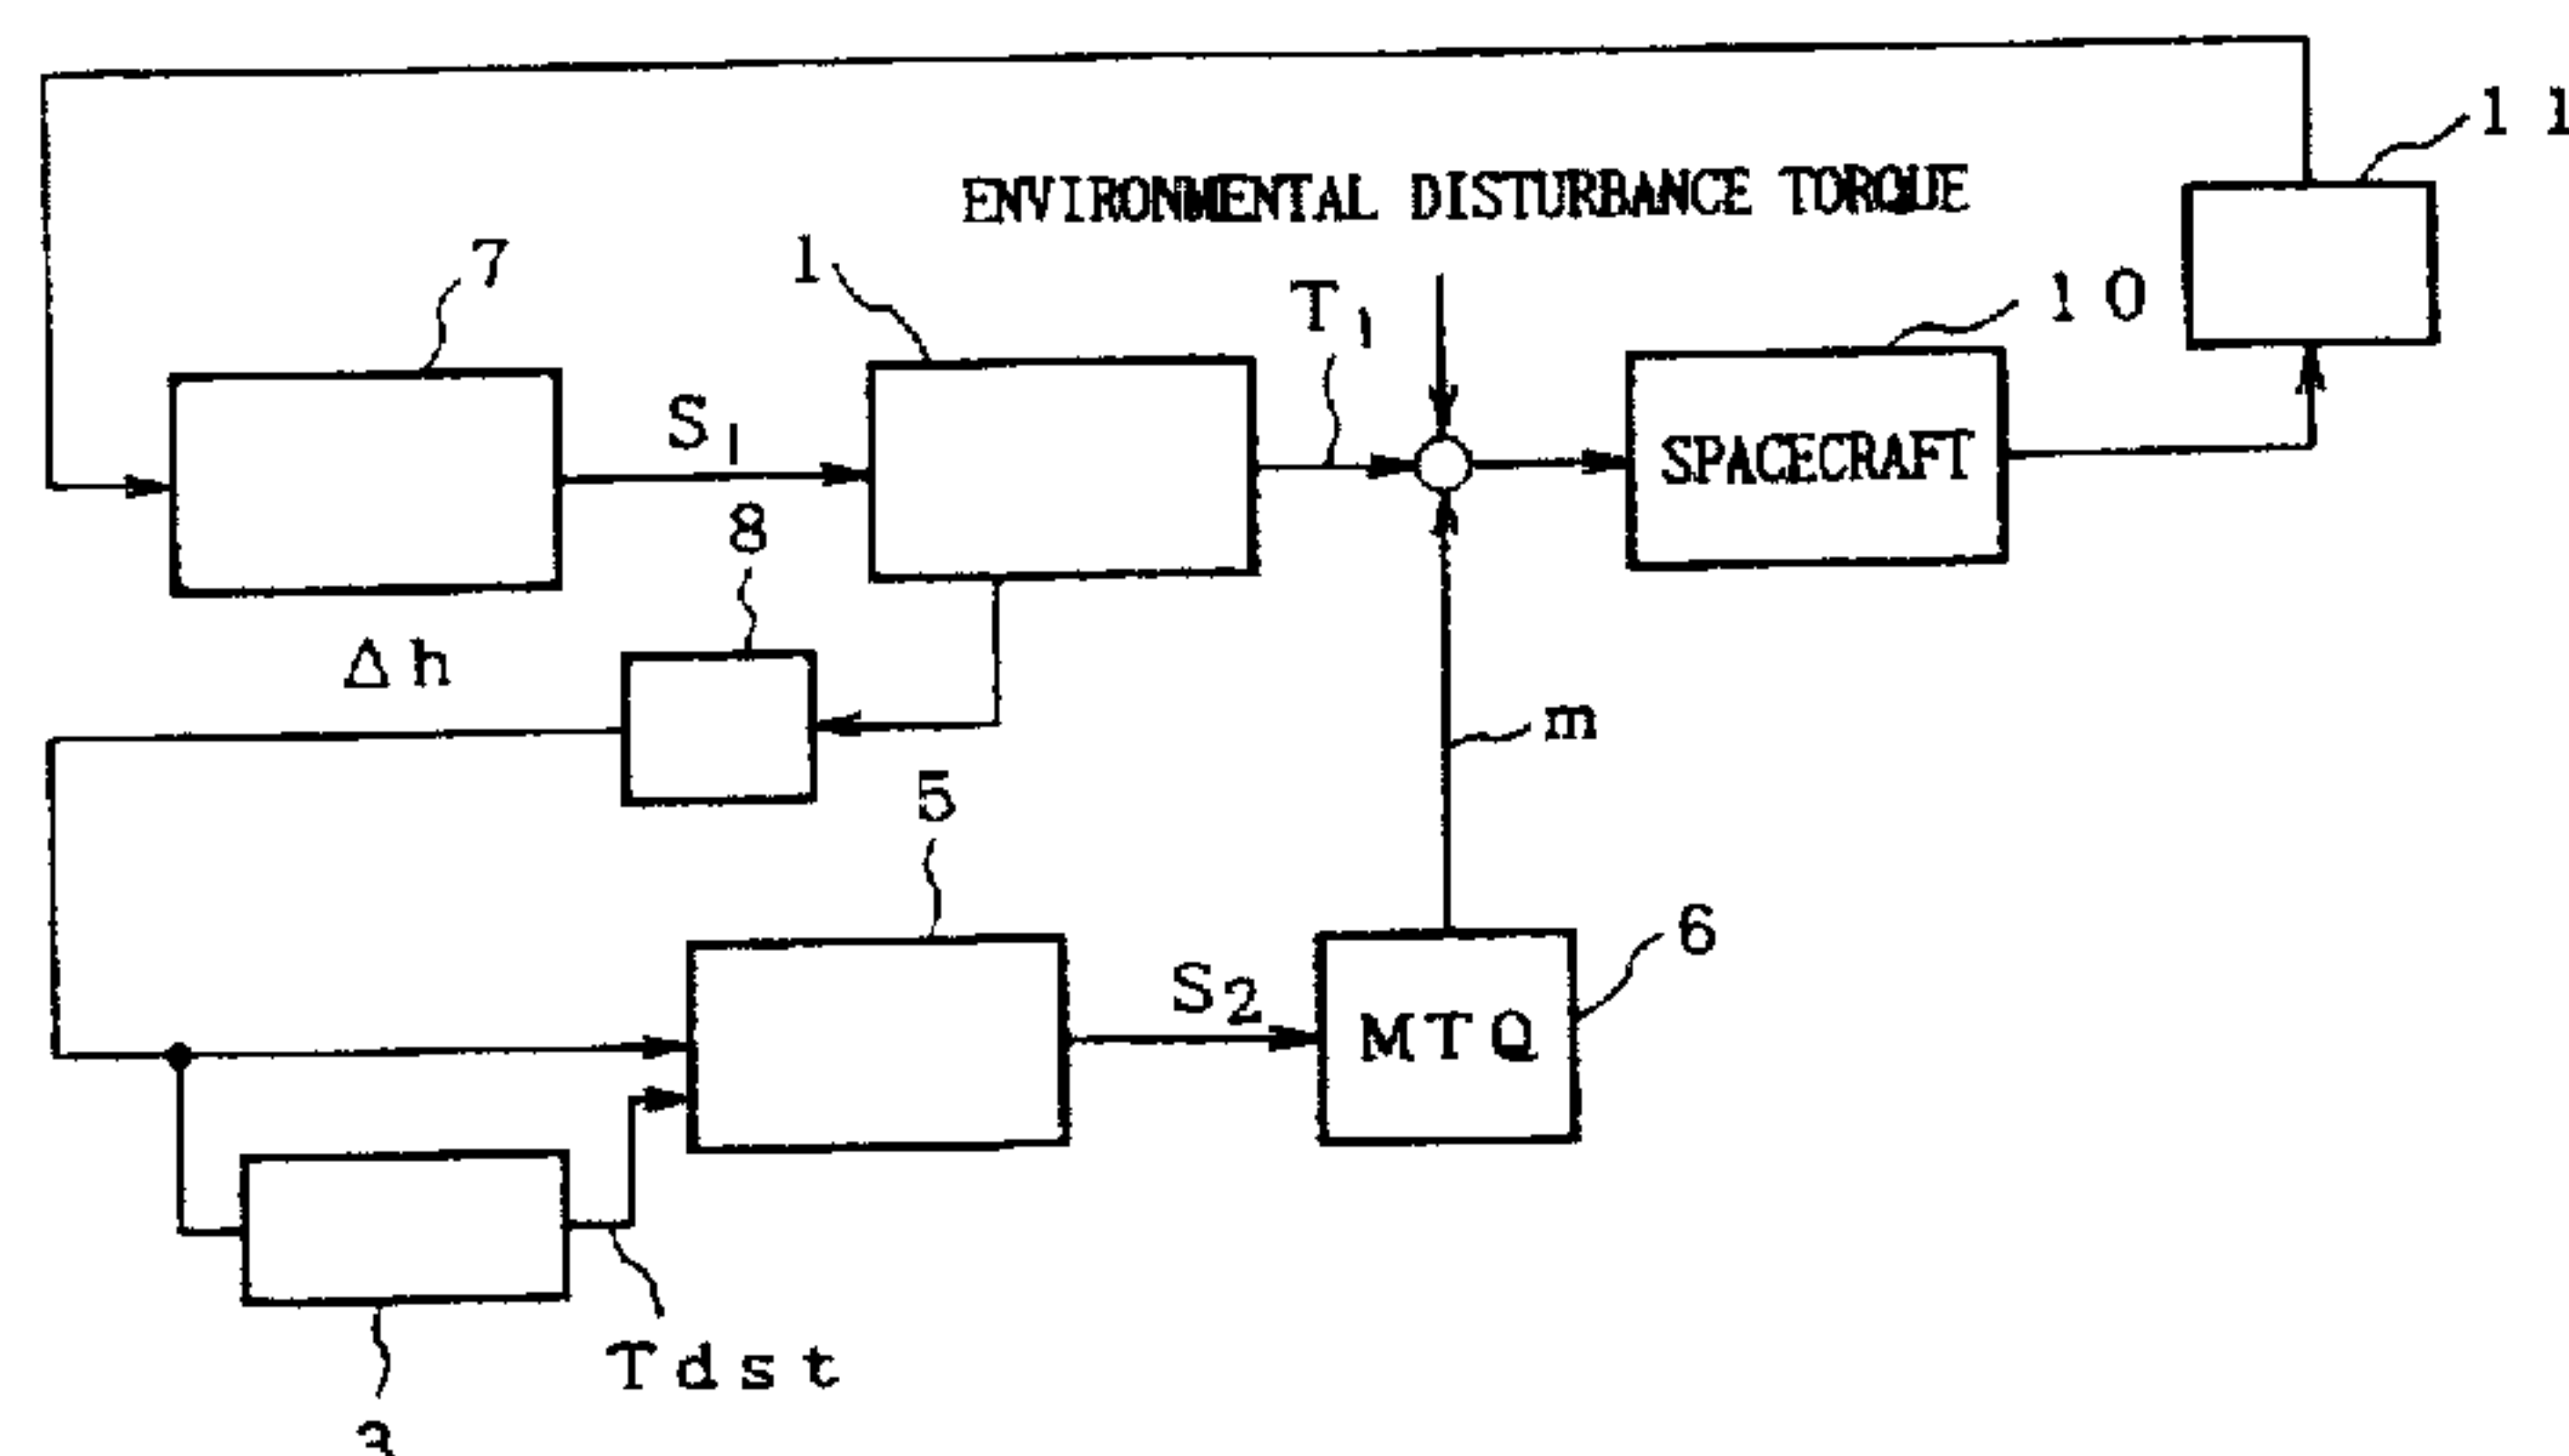 11
ENVIRONMENTAL DISTURBANCE TORQUE
7
1
T1
10
S1
SPACECRAFT
8
Δh
m
5
6
S2
MTQ
Tdst
3